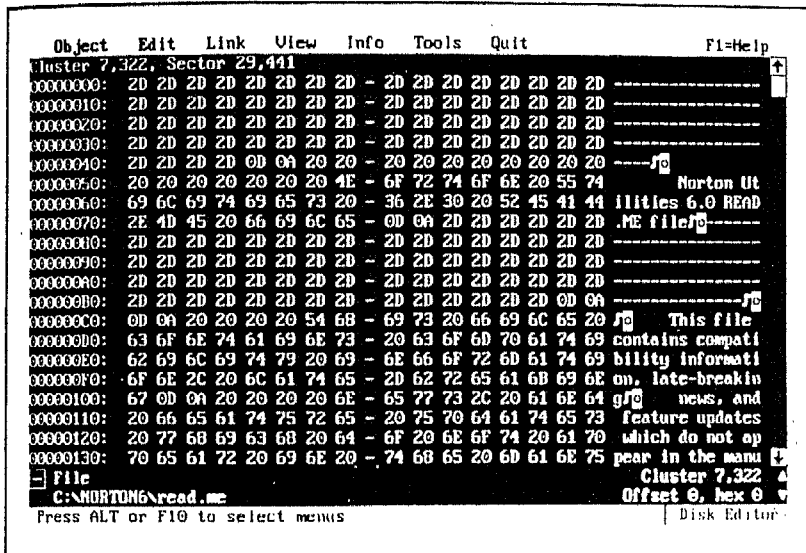 Object Edit Link View Info Tools Quit F1=Help
Cluster 7,322, Sector 29,441
00000000: 2D 2D 2D 2D 2D 2D 2D 2D - 2D 2D 2D 2D 2D 2D 2D 2D ----------------
00000010: 2D 2D 2D 2D 2D 2D 2D 2D - 2D 2D 2D 2D 2D 2D 2D 2D ----------------
00000020: 2D 2D 2D 2D 2D 2D 2D 2D - 2D 2D 2D 2D 2D 2D 2D 2D ----------------
00000030: 2D 2D 2D 2D 2D 2D 2D 2D - 2D 2D 2D 2D 2D 2D 2D 2D ----------------
00000040: 2D 2D 2D 2D 0D 0A 20 20 - 20 20 20 20 20 20 20 20 ----♪◙
00000050: 20 20 20 20 20 20 20 4E - 6F 72 74 6F 6E 20 55 74 Norton Ut
00000060: 69 6C 69 74 69 65 73 20 - 36 2E 30 20 52 45 41 44 ilities 6.0 READ
00000070: 2E 4D 45 20 66 69 6C 65 - 0D 0A 2D 2D 2D 2D 2D 2D .ME file♪◙------
00000080: 2D 2D 2D 2D 2D 2D 2D 2D - 2D 2D 2D 2D 2D 2D 2D 2D ----------------
00000090: 2D 2D 2D 2D 2D 2D 2D 2D - 2D 2D 2D 2D 2D 2D 2D 2D ----------------
000000A0: 2D 2D 2D 2D 2D 2D 2D 2D - 2D 2D 2D 2D 2D 2D 2D 2D ----------------
000000B0: 2D 2D 2D 2D 2D 2D 2D 2D - 2D 2D 2D 2D 2D 2D 0D 0A --------------♪◙
000000C0: 0D 0A 20 20 20 20 54 68 - 69 73 20 66 69 6C 65 20 ♪◙ This file
000000D0: 63 6F 6E 74 61 69 6E 73 - 20 63 6F 6D 70 61 74 69 contains compati
000000E0: 62 69 6C 69 74 79 20 69 - 6E 66 6F 72 6D 61 74 69 bility informati
000000F0: 6F 6E 2C 20 6C 61 74 65 - 2D 62 72 65 61 6B 69 6E on, late-breakin
00000100: 67 0D 0A 20 20 20 20 6E - 65 77 73 2C 20 61 6E 64 g♪◙ news, and
00000110: 20 66 65 61 74 75 72 65 - 20 75 70 64 61 74 65 73 feature updates
00000120: 20 77 68 69 63 68 20 64 - 6F 20 6E 6F 74 20 61 70 which do not ap
00000130: 70 65 61 72 20 69 6E 20 - 74 68 65 20 6D 61 6E 75 pear in the manu
File Cluster 7,322
C:\NORTON6\read.me Offset 0, hex 0
Press ALT or F10 to select menus Disk Editor